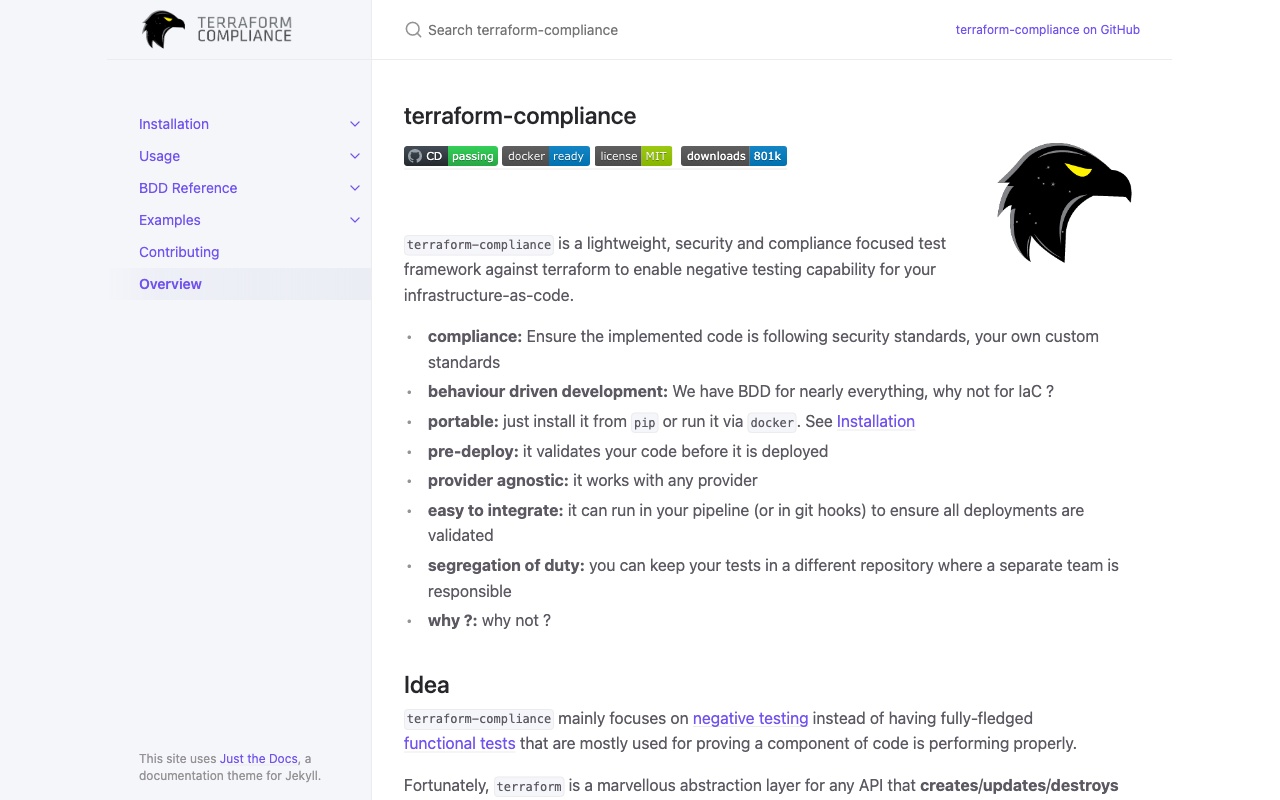 TERRAFORM
COMPLIANCE
Search terraform-compliance
terraform-compliance on GitHub
Installation
Usage
BDD Reference
Examples
Contributing
Overview
This site uses Just the Docs, a
documentation theme for Jekyll.
terraform-compliance
CD passing docker ready license MIT downloads 801k
terraform-compliance is a lightweight, security and compliance focused test
framework against terraform to enable negative testing capability for your
infrastructure-as-code.
• compliance: Ensure the implemented code is following security standards, your own custom
standards
• behaviour driven development: We have BDD for nearly everything, why not for IaC ?
• portable: just install it from pip or run it via docker. See Installation
• pre-deploy: it validates your code before it is deployed
• provider agnostic: it works with any provider
• easy to integrate: it can run in your pipeline (or in git hooks) to ensure all deployments are
validated
• segregation of duty: you can keep your tests in a different repository where a separate team is
responsible
• why ?: why not ?
Idea
terraform-compliance mainly focuses on negative testing instead of having fully-fledged
functional tests that are mostly used for proving a component of code is performing properly.
Fortunately, terraform is a marvellous abstraction layer for any API that creates/updates/destroys